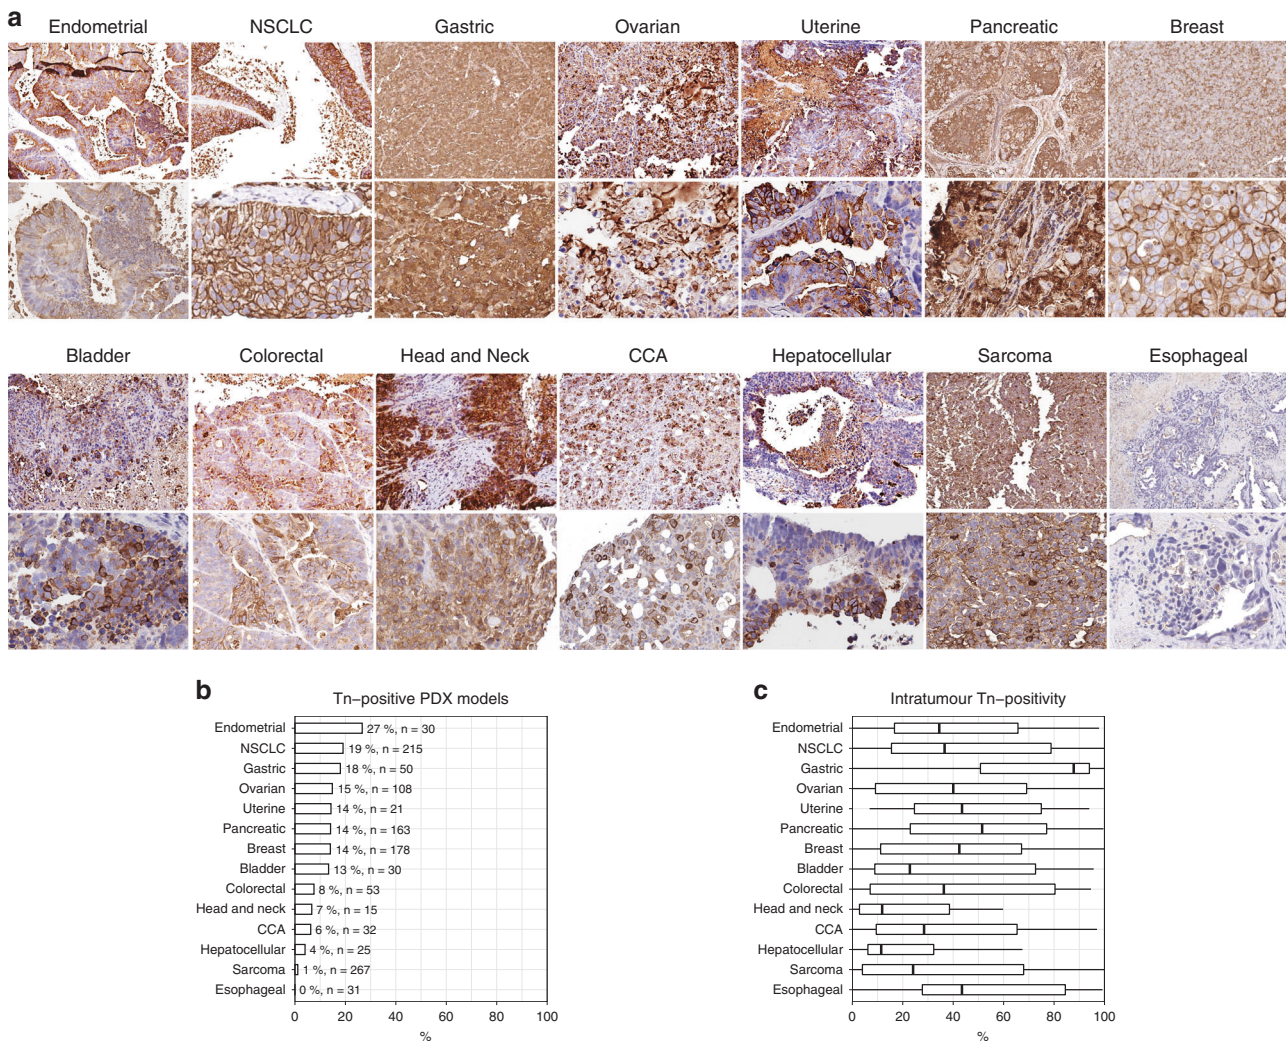 a
Endometrial NSCLC Gastric Ovarian Uterine Pancreatic Breast
Bladder Colorectal Head and Neck CCA Hepatocellular Sarcoma Esophageal
b
Tn–positive PDX models
Endometrial 27 %, n = 30
NSCLC 19 %, n = 215
Gastric 18 %, n = 50
Ovarian 15 %, n = 108
Uterine 14 %, n = 21
Pancreatic 14 %, n = 163
Breast 14 %, n = 178
Bladder 13 %, n = 30
Colorectal 8 %, n = 53
Head and neck 7 %, n = 15
CCA 6 %, n = 32
Hepatocellular 4 %, n = 25
Sarcoma 1 %, n = 267
Esophageal 0 %, n = 31
0 20 40 60 80 100
%
c
Intratumour Tn–positivity
Endometrial
NSCLC
Gastric
Ovarian
Uterine
Pancreatic
Breast
Bladder
Colorectal
Head and neck
CCA
Hepatocellular
Sarcoma
Esophageal
0 20 40 60 80 100
%